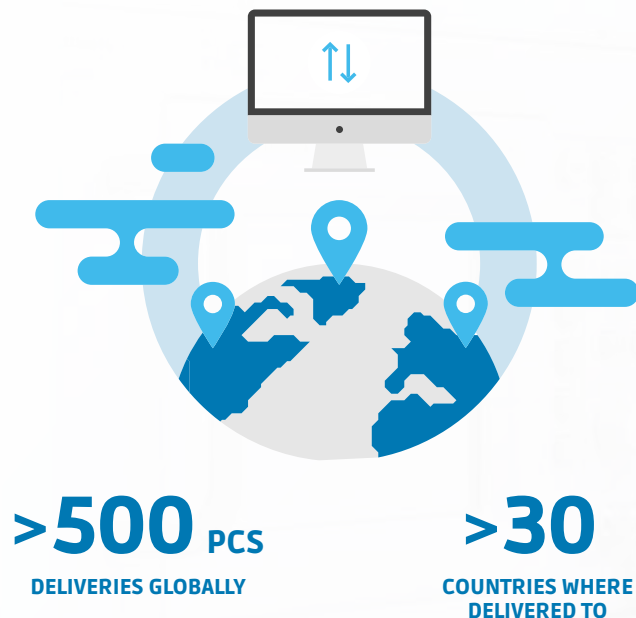 >500 PCS
DELIVERIES GLOBALLY
>30
COUNTRIES WHERE
DELIVERED TO